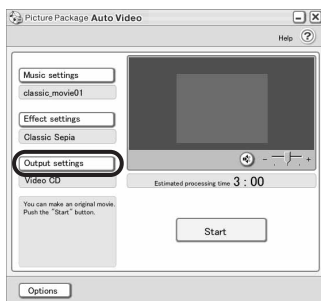 Picture Package Auto Video
Help ?
Music settings
classic_movie01
Effect settings
Classic Sepia
Output settings
Video CD
Estimated processing time 3 : 00
You can make an original movie.
Push the "Start" button.
Start
Options